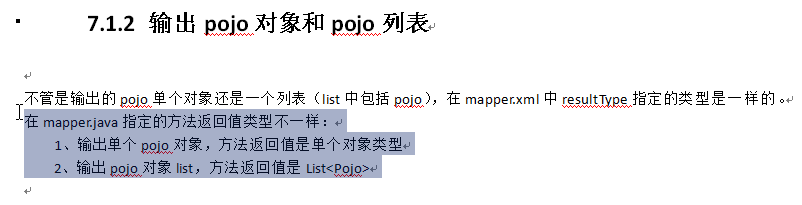 7.1.2 输出 pojo 对象和 pojo 列表
不管是输出的 pojo 单个对象还是一个列表（list 中包括 pojo），在 mapper.xml 中 resultType 指定的类型是一样的。
在 mapper.java 指定的方法返回值类型不一样：
1、输出单个 pojo 对象，方法返回值是单个对象类型
2、输出 pojo 对象 list，方法返回值是 List<Pojo>